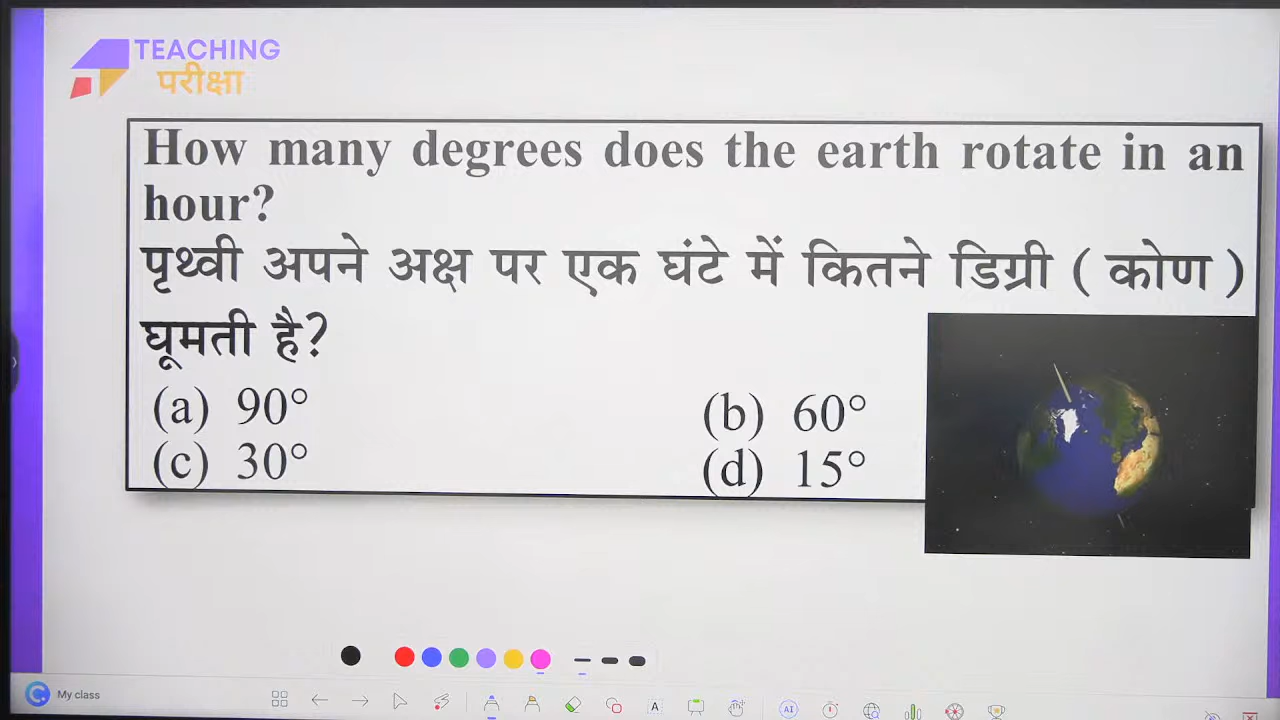 TEACHING
परीक्षा
How many degrees does the earth rotate in an
hour?
पृथ्वी अपने अक्ष पर एक घंटे में कितने डिग्री ( कोण )
घूमती है?
(a) 90° (b) 60°
(c) 30° (d) 15°
My class
A
AI